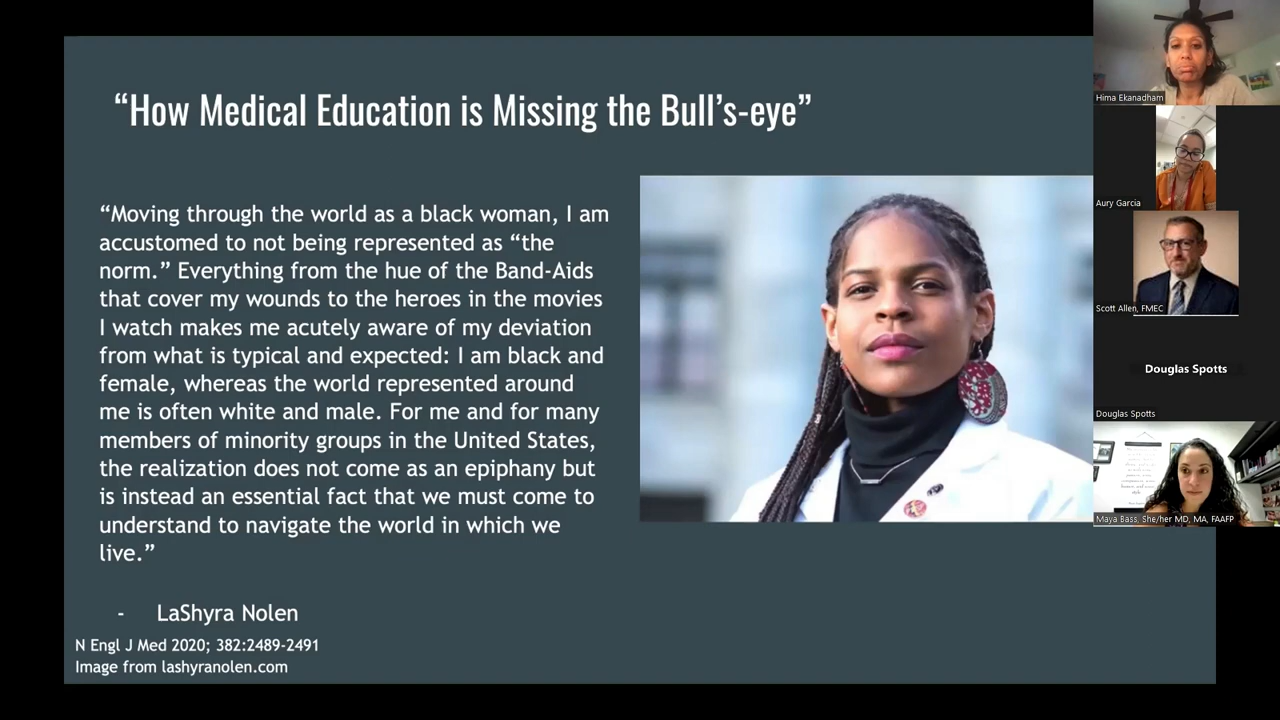 “How Medical Education is Missing the Bull’s-eye”
“Moving through the world as a black woman, I am
accustomed to not being represented as “the
norm.” Everything from the hue of the Band-Aids
that cover my wounds to the heroes in the movies
I watch makes me acutely aware of my deviation
from what is typical and expected: I am black and
female, whereas the world represented around
me is often white and male. For me and for many
members of minority groups in the United States,
the realization does not come as an epiphany but
is instead an essential fact that we must come to
understand to navigate the world in which we
live.”
- LaShyra Nolen
N Engl J Med 2020; 382:2489-2491
Image from lashyranolen.com
Hima Ekanadham
Aury Garcia
Scott Allen, FMEC
Douglas Spotts
Douglas Spotts
Maya Bass, She/her MD, MA, FAAFP